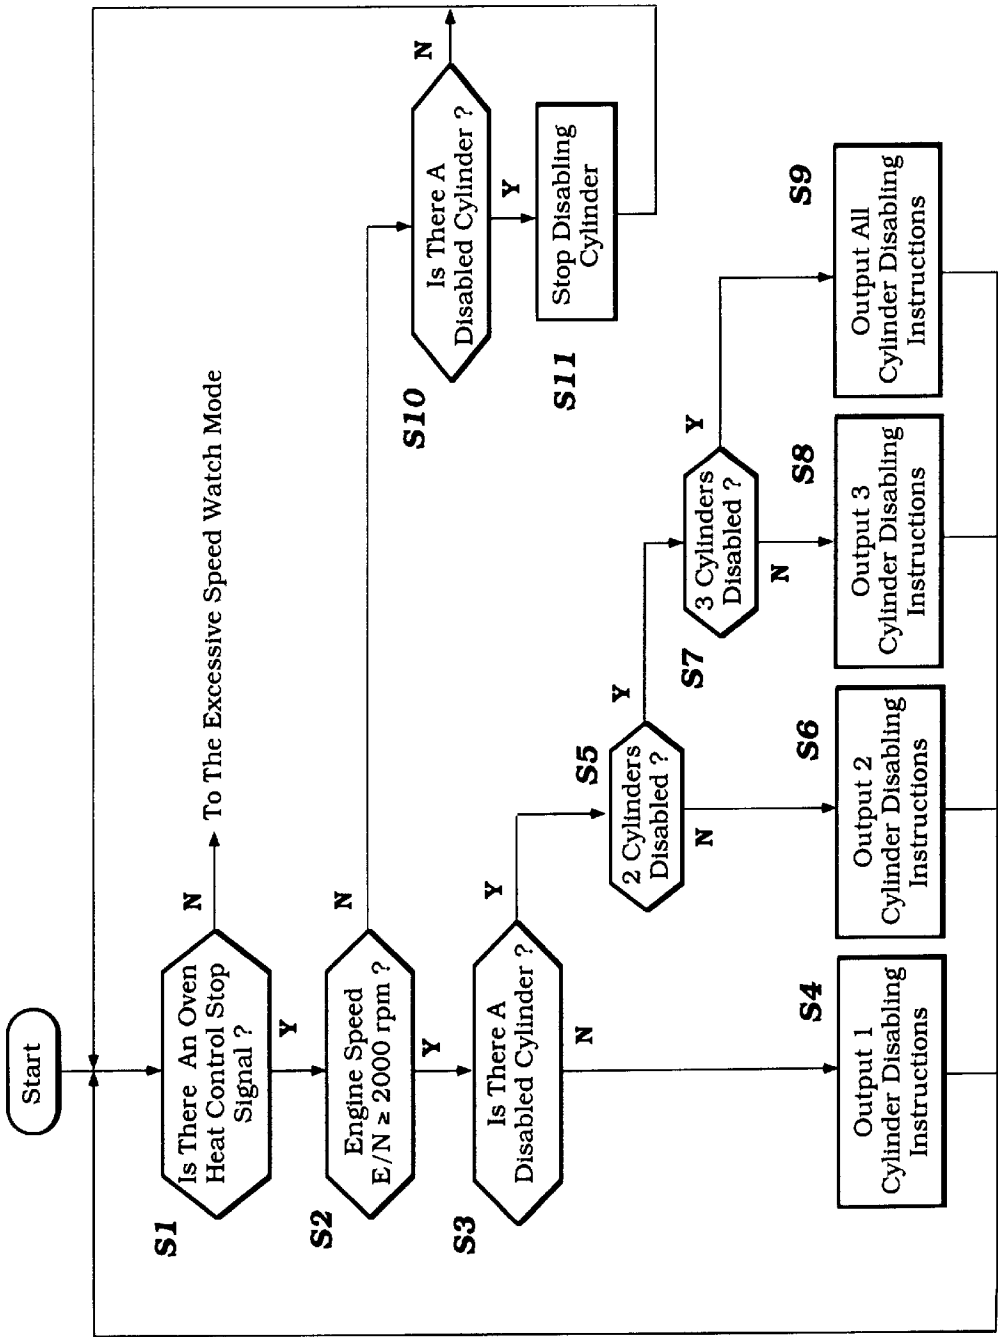 Start
S1
Is There An Oven
Heat Control Stop
Signal ?
N
To The Excessive Speed Watch Mode
Y
S2
Engine Speed
E/N ≥ 2000 rpm ?
N
Y
S3
Is There A
Disabled Cylinder ?
Y
N
S4
Output 1
Cylinder Disabling
Instructions
S5
2 Cylinders
Disabled ?
Y
N
S6
Output 2
Cylinder Disabling
Instructions
S7
3 Cylinders
Disabled ?
Y
N
S8
Output 3
Cylinder Disabling
Instructions
S9
Output All
Cylinder Disabling
Instructions
S10
Is There A
Disabled Cylinder ?
N
Y
S11
Stop Disabling
Cylinder